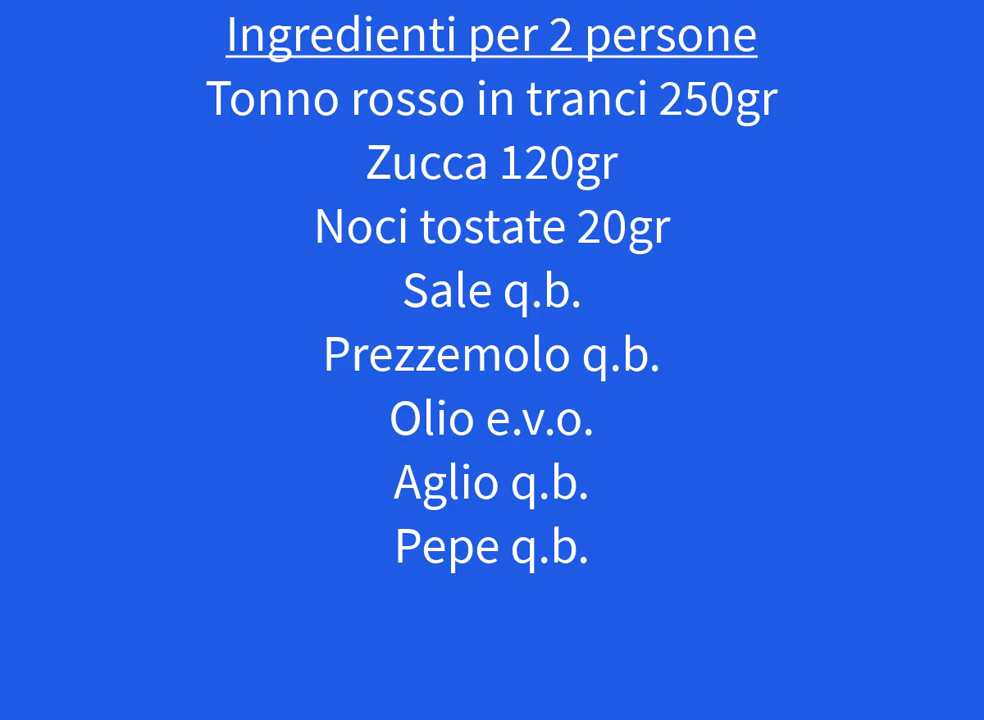 Ingredienti per 2 persone
Tonno rosso in tranci 250gr
Zucca 120gr
Noci tostate 20gr
Sale q.b.
Prezzemolo q.b.
Olio e.v.o.
Aglio q.b.
Pepe q.b.